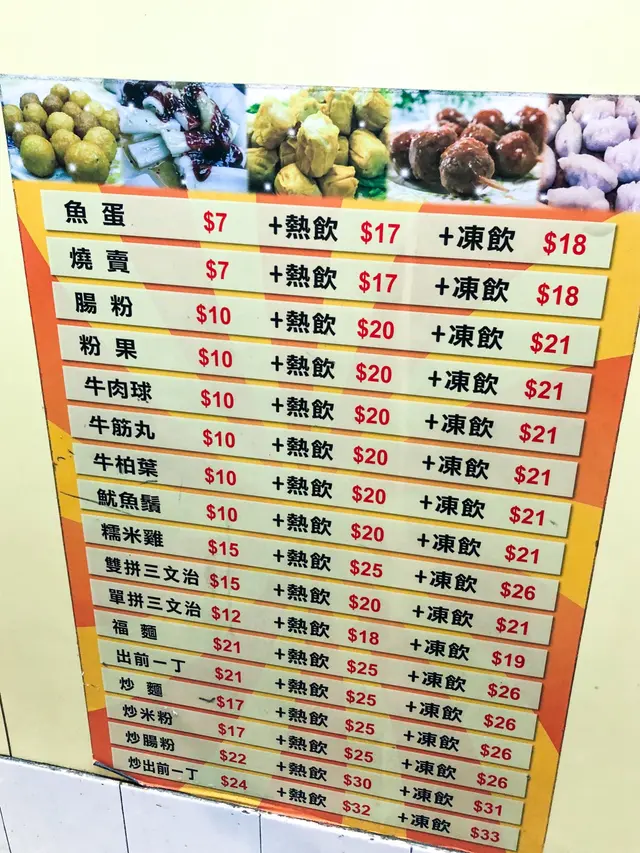 魚蛋 $7 +熱飲 $17 +凍飲 $18
燒賣 $7 +熱飲 $17 +凍飲 $18
腸粉 $10 +熱飲 $20 +凍飲 $21
粉果 $10 +熱飲 $20 +凍飲 $21
牛肉球 $10 +熱飲 $20 +凍飲 $21
牛筋丸 $10 +熱飲 $20 +凍飲 $21
牛柏葉 $10 +熱飲 $20 +凍飲 $21
魷魚鬚 $10 +熱飲 $20 +凍飲 $21
糯米雞 $15 +熱飲 $25 +凍飲 $26
雙拼三文治 $15 +熱飲 $20 +凍飲 $21
單拼三文治 $12 +熱飲 $18 +凍飲 $19
福麵 $21 +熱飲 $25 +凍飲 $26
出前一丁 $21 +熱飲 $25 +凍飲 $26
炒麵 $17 +熱飲 $25 +凍飲 $26
炒米粉 $17 +熱飲 $25 +凍飲 $26
炒腸粉 $22 +熱飲 $30 +凍飲 $31
炒出前一丁 $24 +熱飲 $32 +凍飲 $33